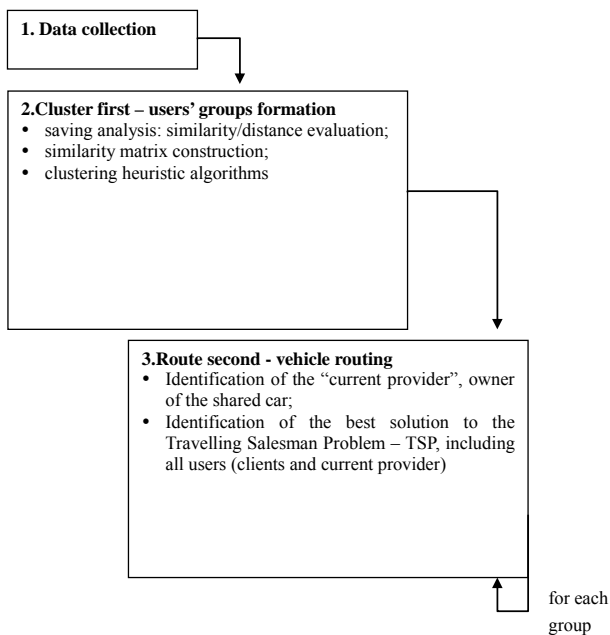 1. Data collection
2.Cluster first – users’ groups formation
• saving analysis: similarity/distance evaluation;
• similarity matrix construction;
• clustering heuristic algorithms
3.Route second - vehicle routing
• Identification of the “current provider”, owner
of the shared car;
• Identification of the best solution to the
Travelling Salesman Problem – TSP, including
all users (clients and current provider)
for each
group